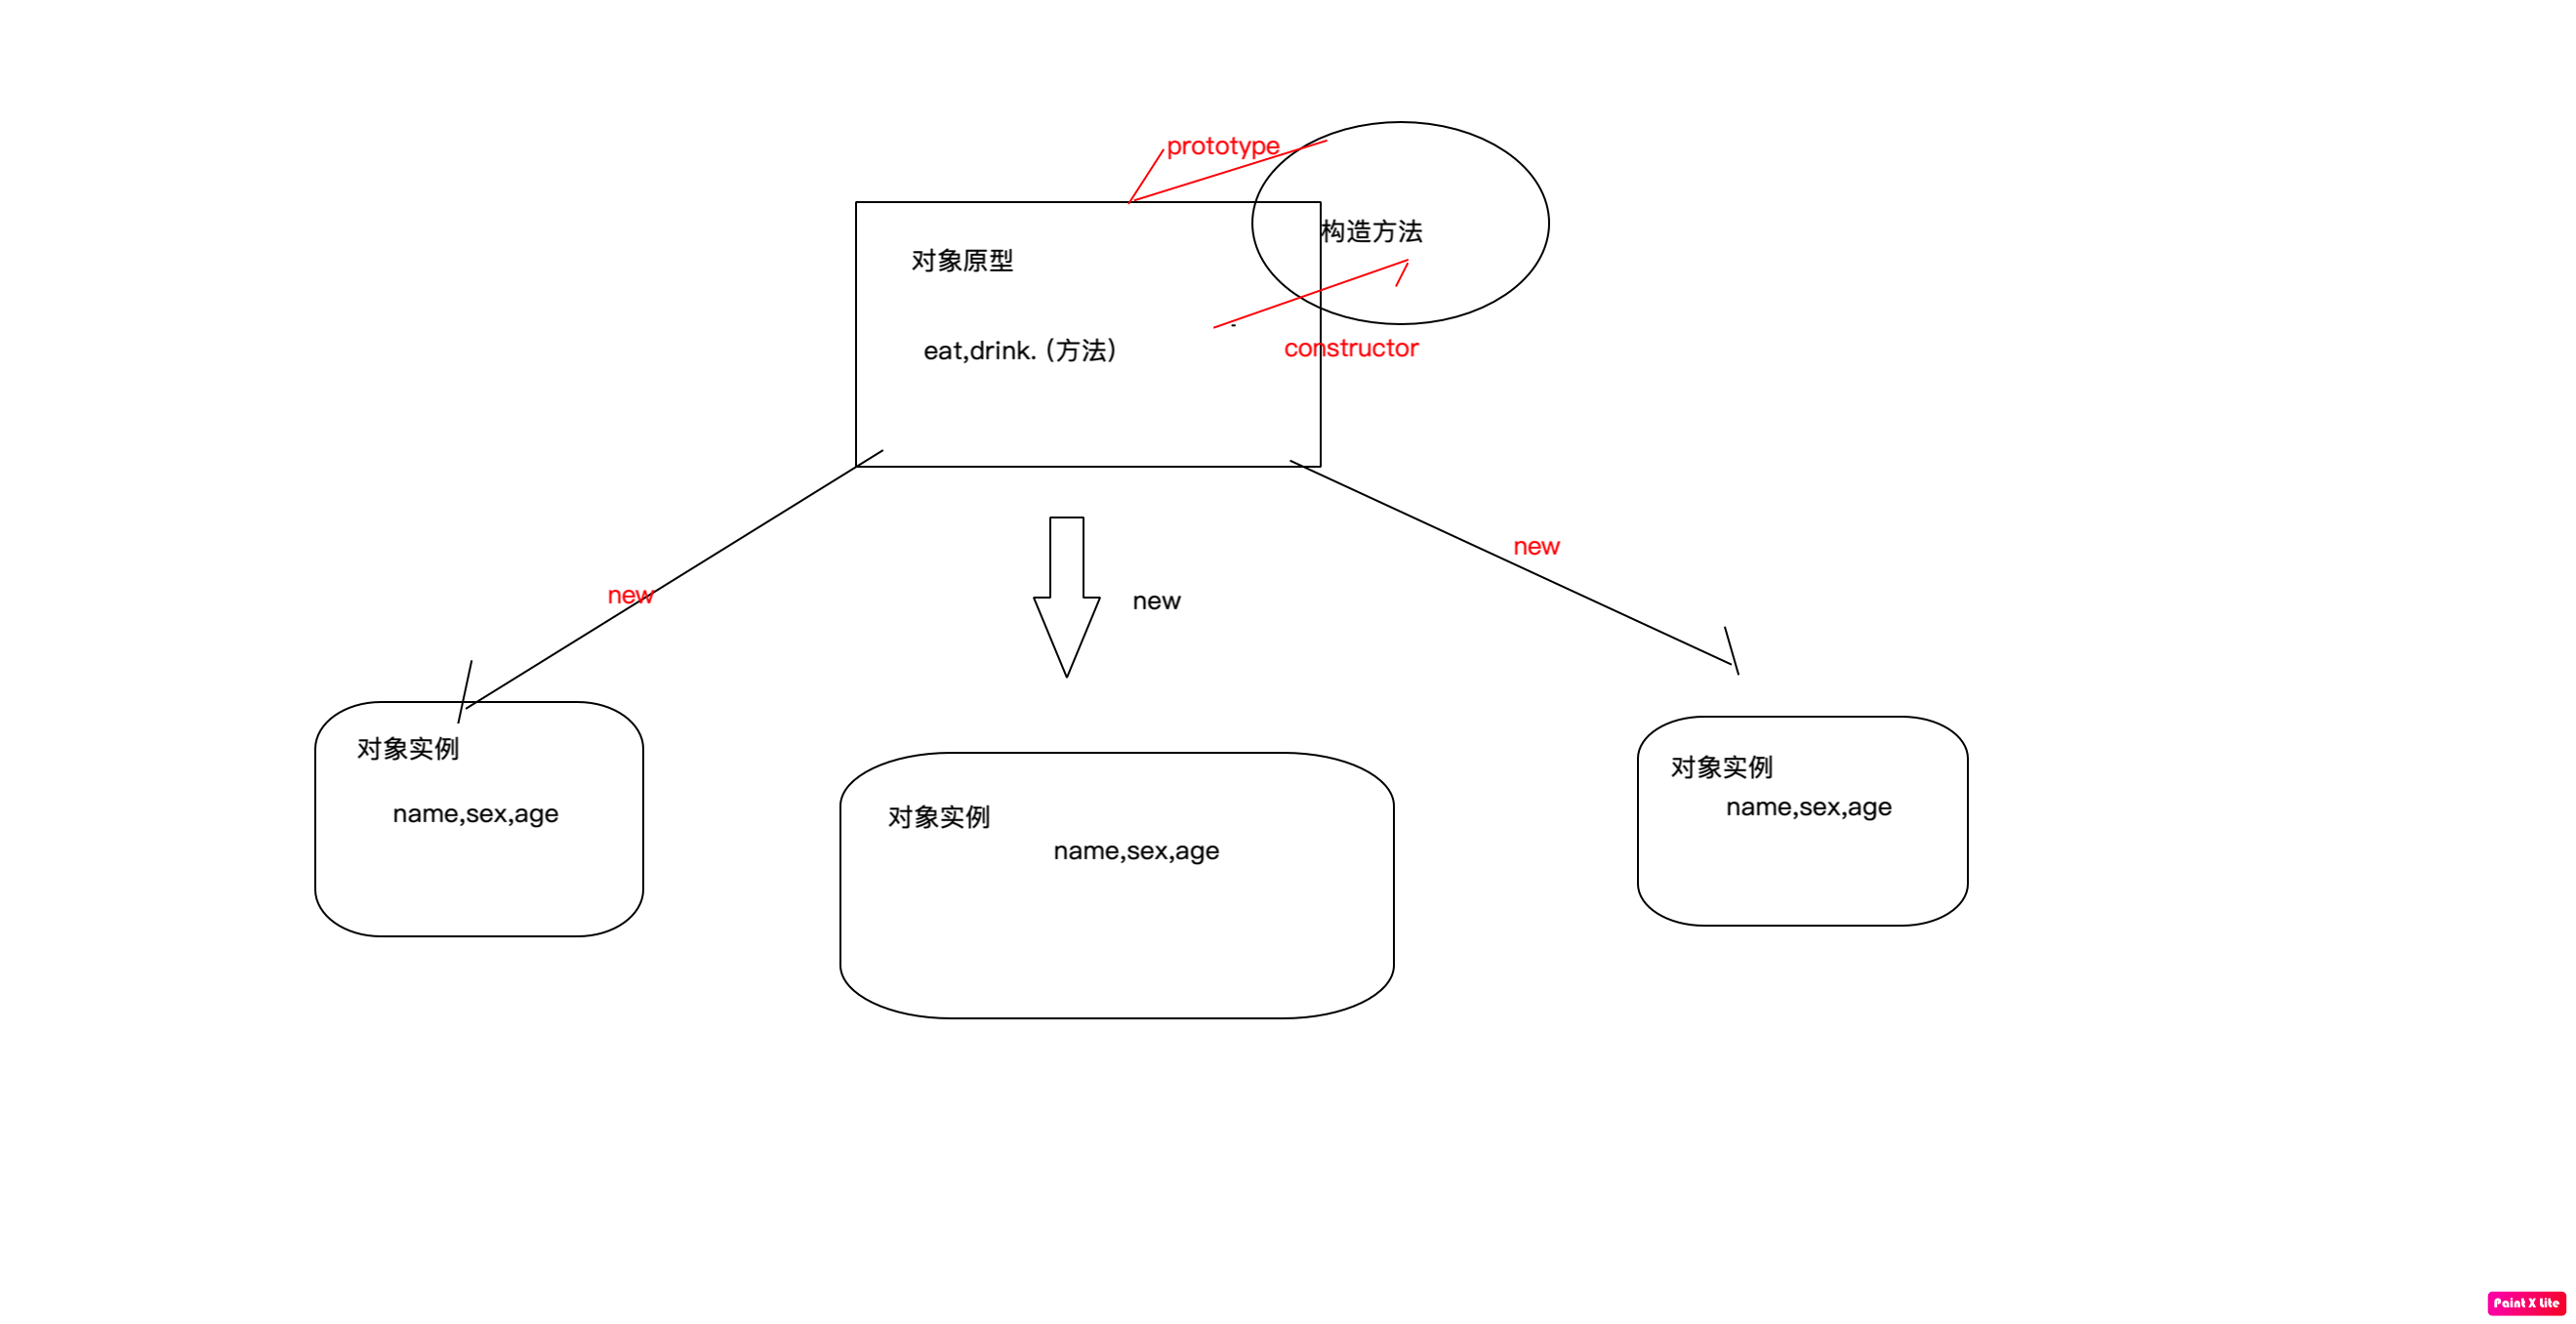 prototype
构造方法
对象原型
eat,drink. (方法)
constructor
new
new
new
对象实例
name,sex,age
对象实例
name,sex,age
对象实例
name,sex,age
Paint X Lite